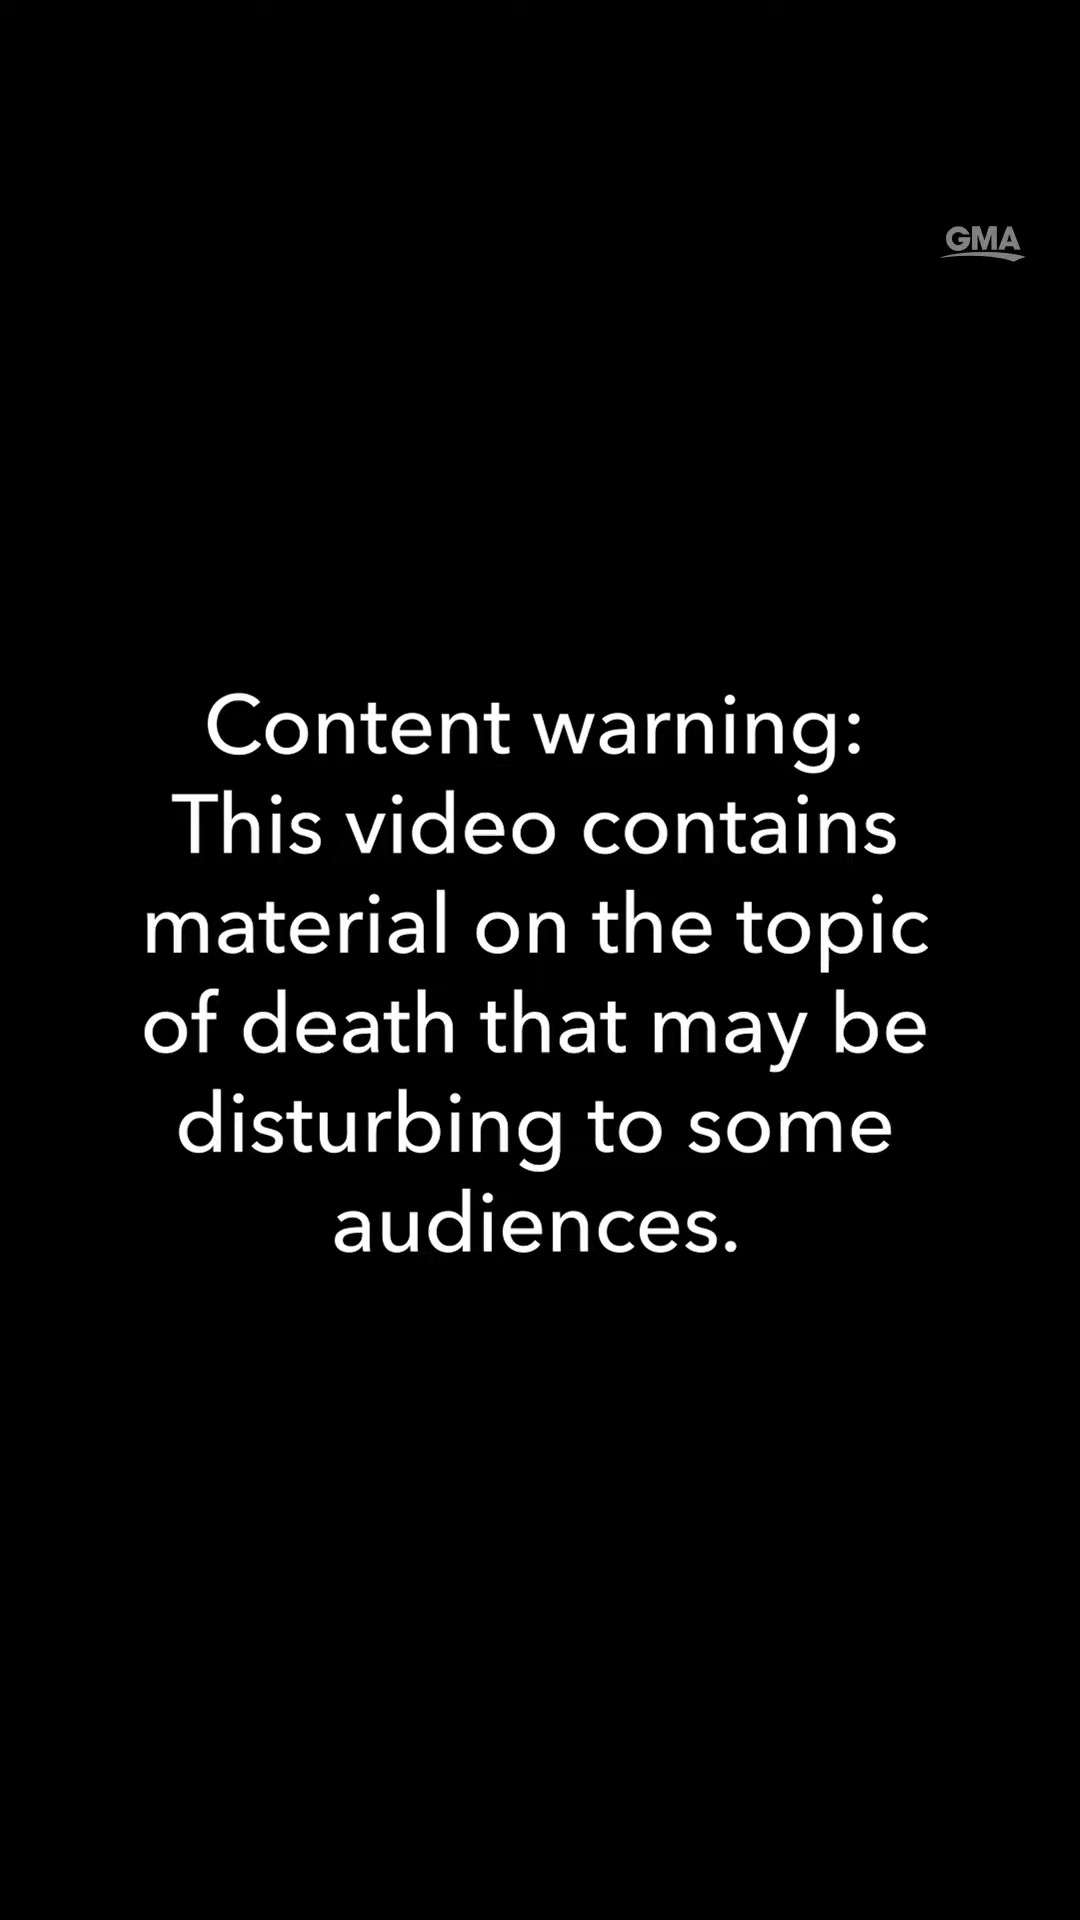 GMA
Content warning:
This video contains
material on the topic
of death that may be
disturbing to some
audiences.